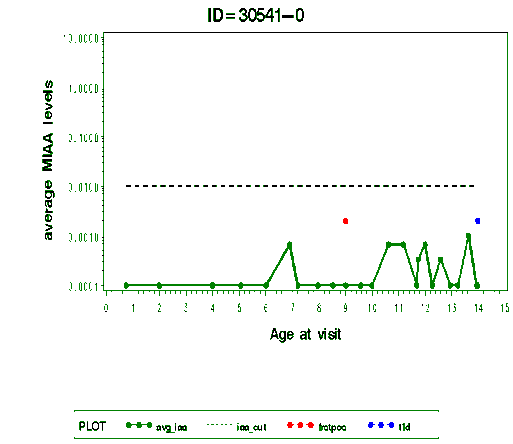 ID=30541-0
average MIAA levels
10.0000
1.0000
0.1000
0.0100
0.0010
0.0001
0 1 2 3 4 5 6 7 8 9 10 11 12 13 14 15
Age at visit
PLOT avg_iaa iaa_cut fratpos t1d